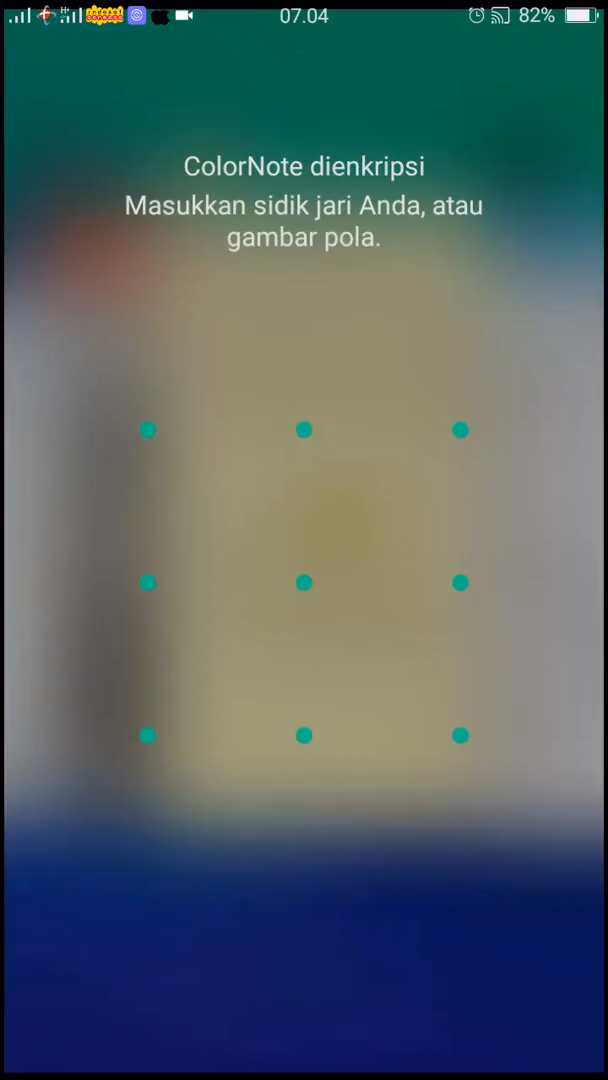 07.04 82%
ColorNote dienkripsi
Masukkan sidik jari Anda, atau
gambar pola.